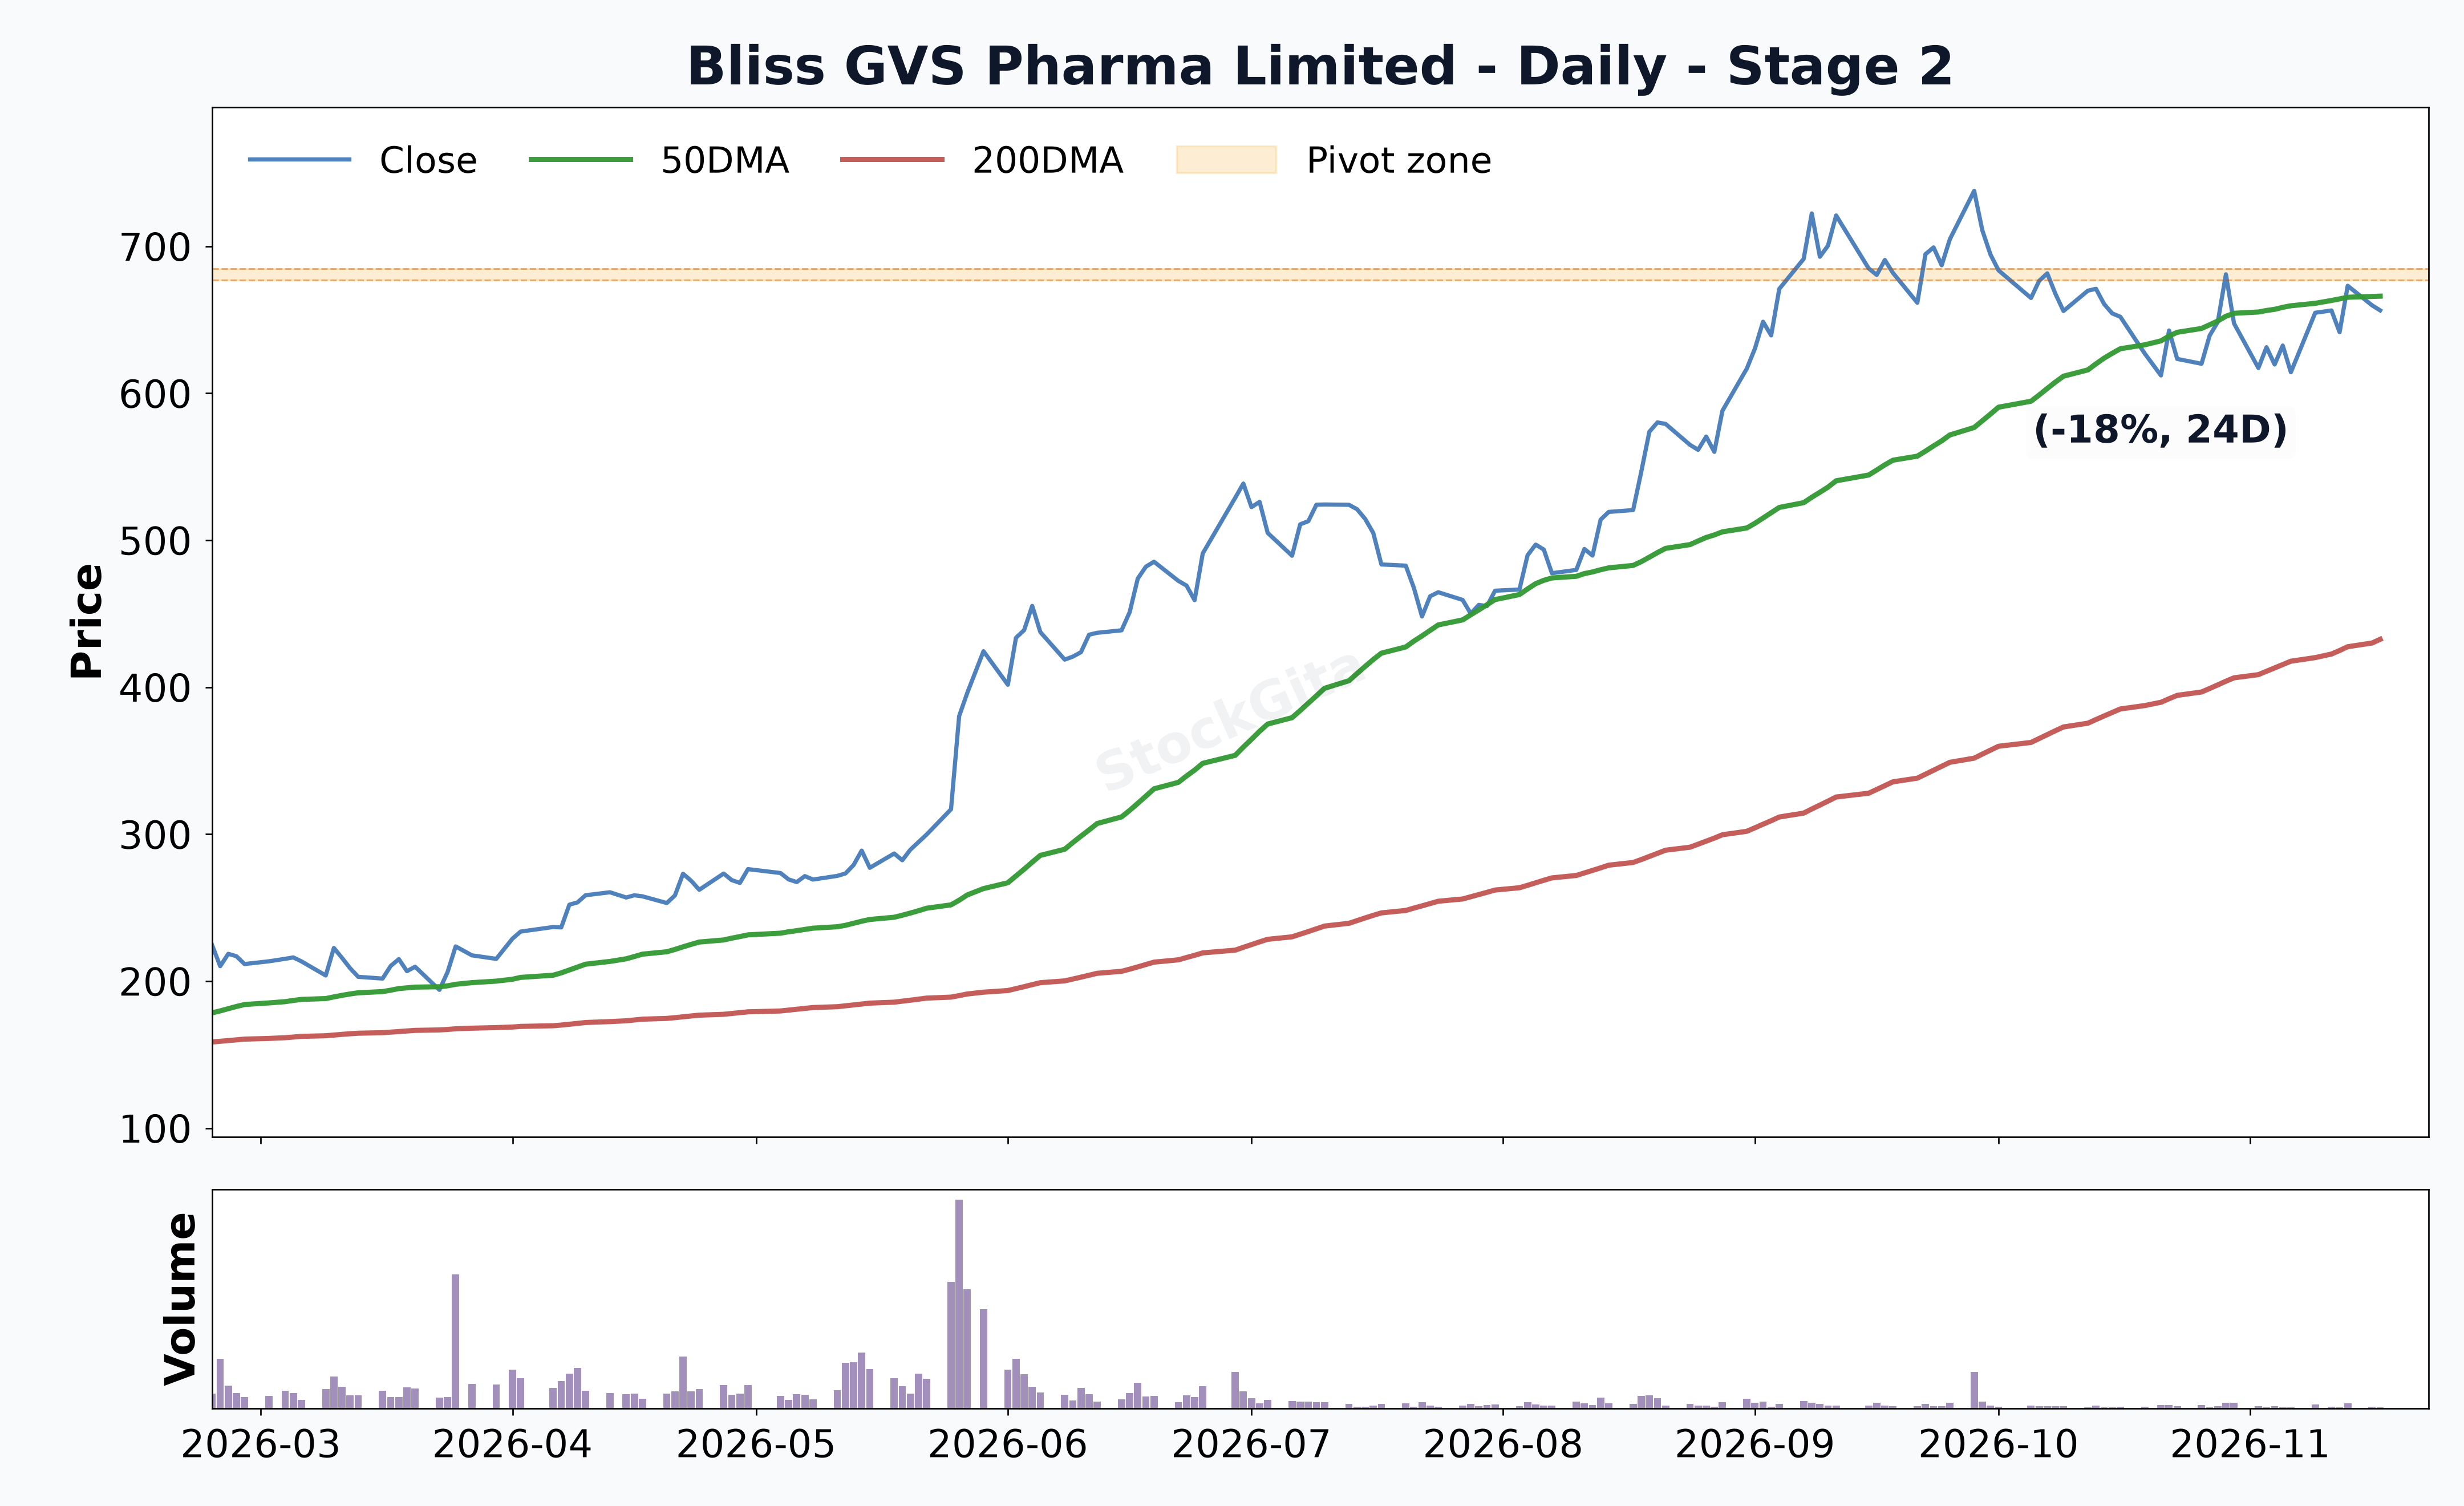 Bliss GVS Pharma Limited - Daily - Stage 2
Close 50DMA 200DMA Pivot zone
Price
700
600
500
400
300
200
100
(-18%, 24D)
StockGita
Volume
2026-03 2026-04 2026-05 2026-06 2026-07 2026-08 2026-09 2026-10 2026-11